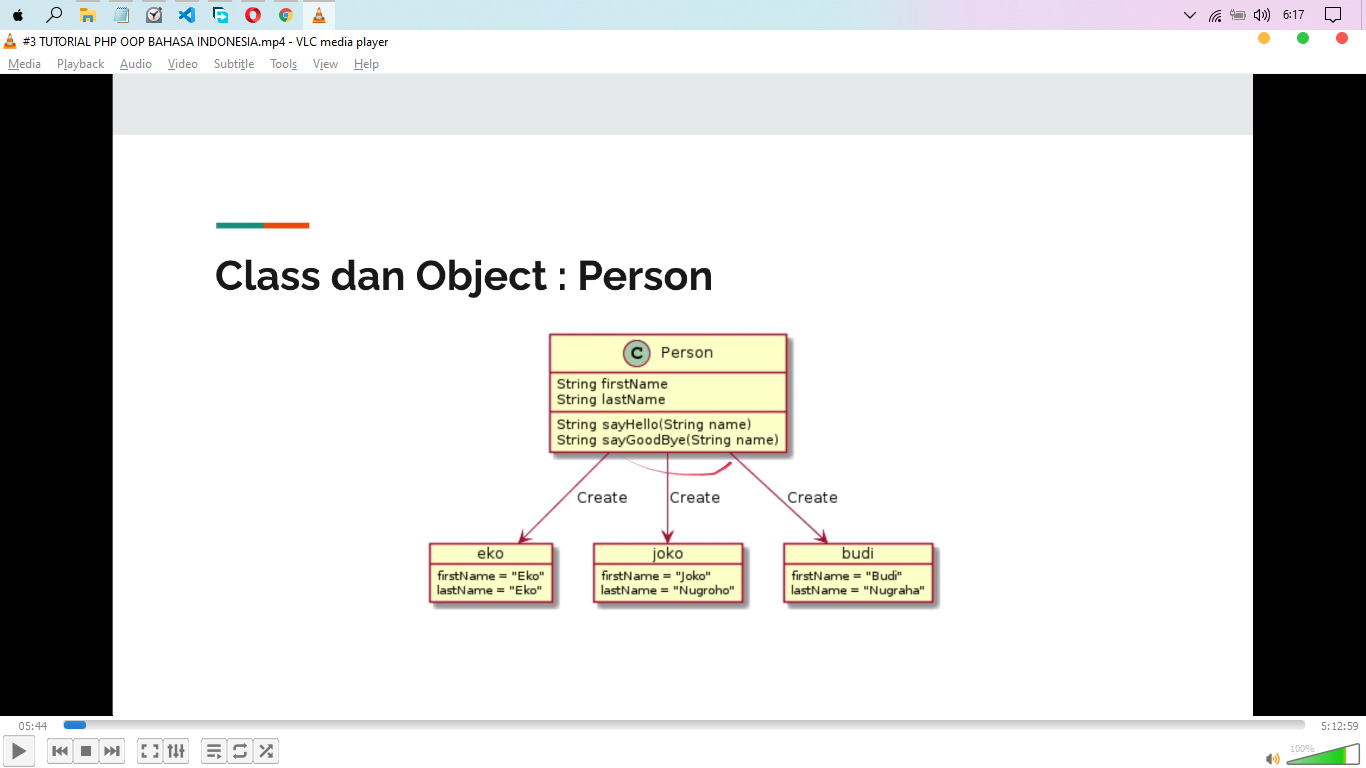 6:17
#3 TUTORIAL PHP OOP BAHASA INDONESIA.mp4 - VLC media player
Media Playback Audio Video Subtitle Tools View Help
Class dan Object : Person
C Person
String firstName
String lastName
String sayHello(String name)
String sayGoodBye(String name)
Create Create Create
eko joko budi
firstName = "Eko" firstName = "Joko" firstName = "Budi"
lastName = "Eko" lastName = "Nugroho" lastName = "Nugraha"
05:44 5:12:59
100%